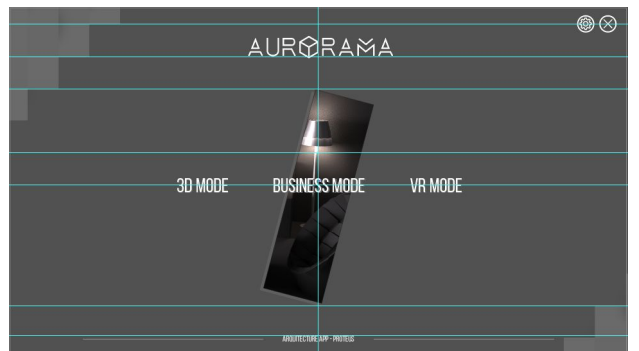 AURORAMA
3D MODE BUSINESS MODE VR MODE
ARQUITECTURE APP - PROTEUS